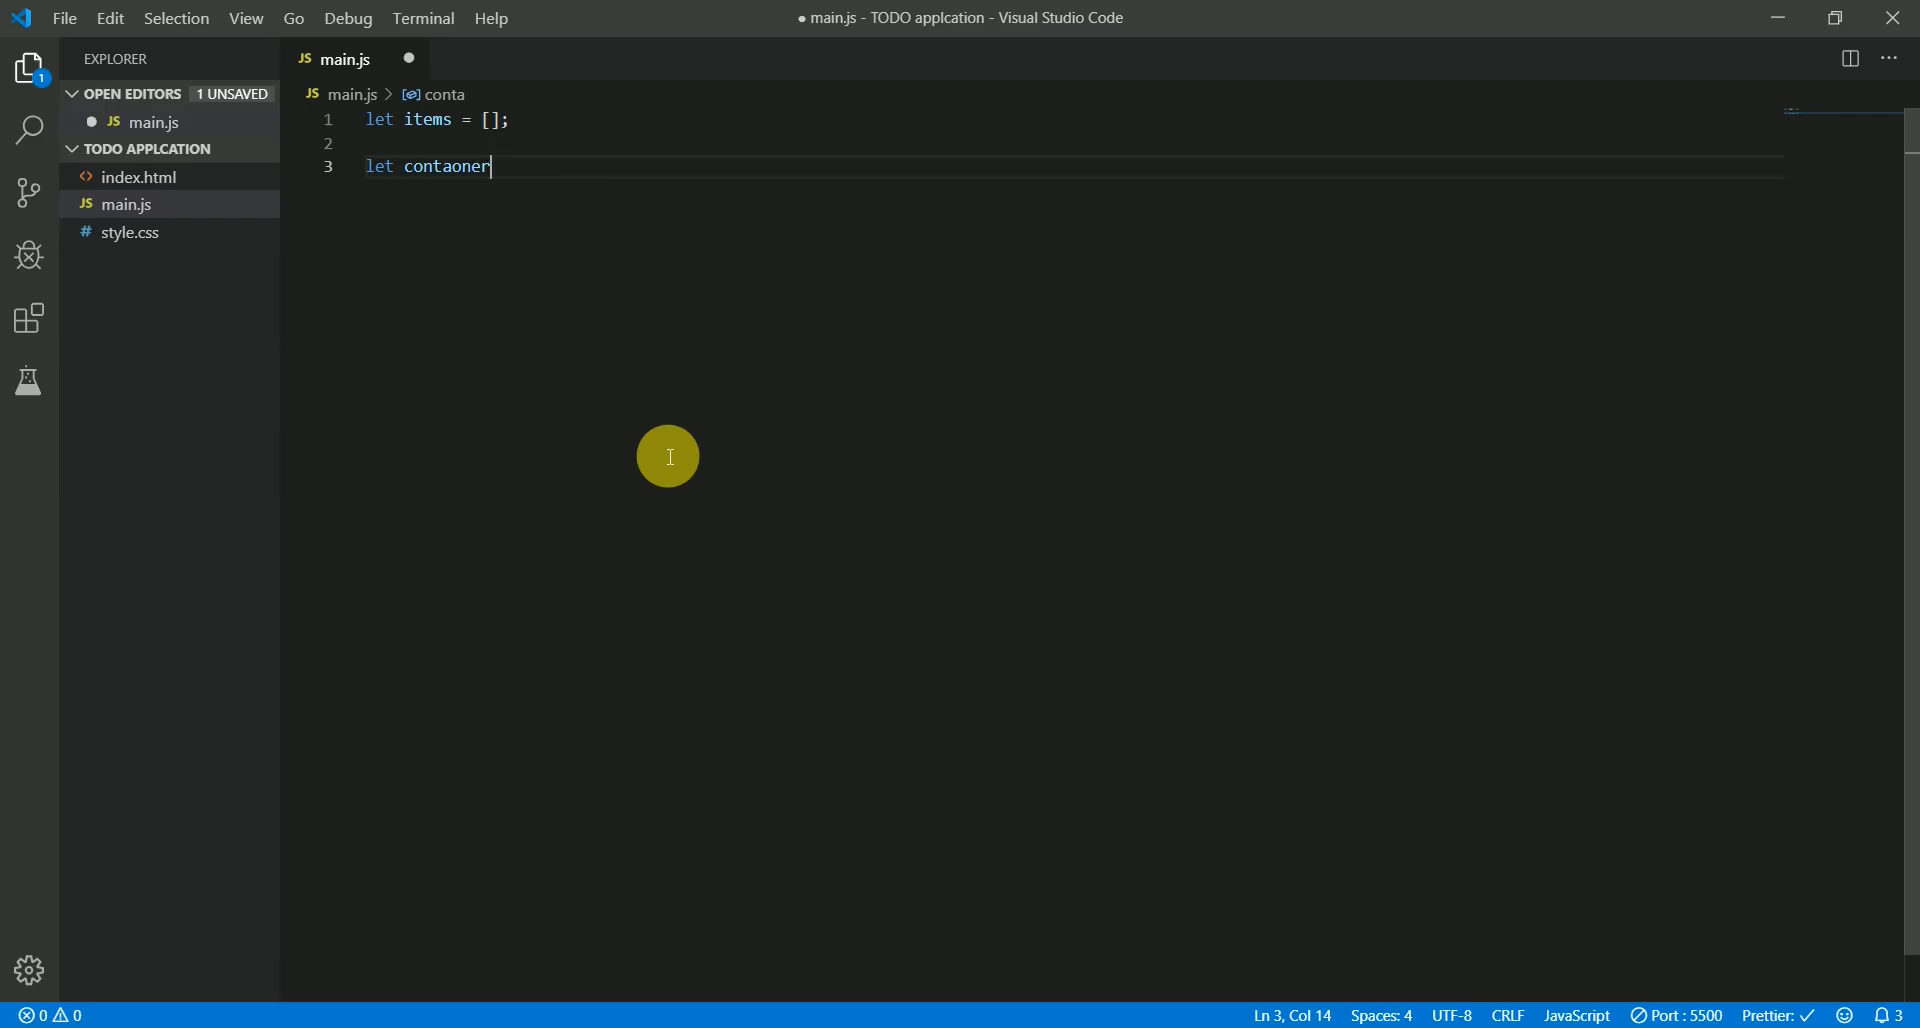 File Edit Selection View Go Debug Terminal Help
● main.js - TODO applcation - Visual Studio Code
EXPLORER
OPEN EDITORS 1 UNSAVED
JS main.js
TODO APPLCATION
<> index.html
JS main.js
# style.css
1
JS main.js
JS main.js > conta
1 let items = [];
2
3 let contaoner
0 0
Ln 3, Col 14 Spaces: 4 UTF-8 CRLF JavaScript Port : 5500 Prettier: ✓ 3